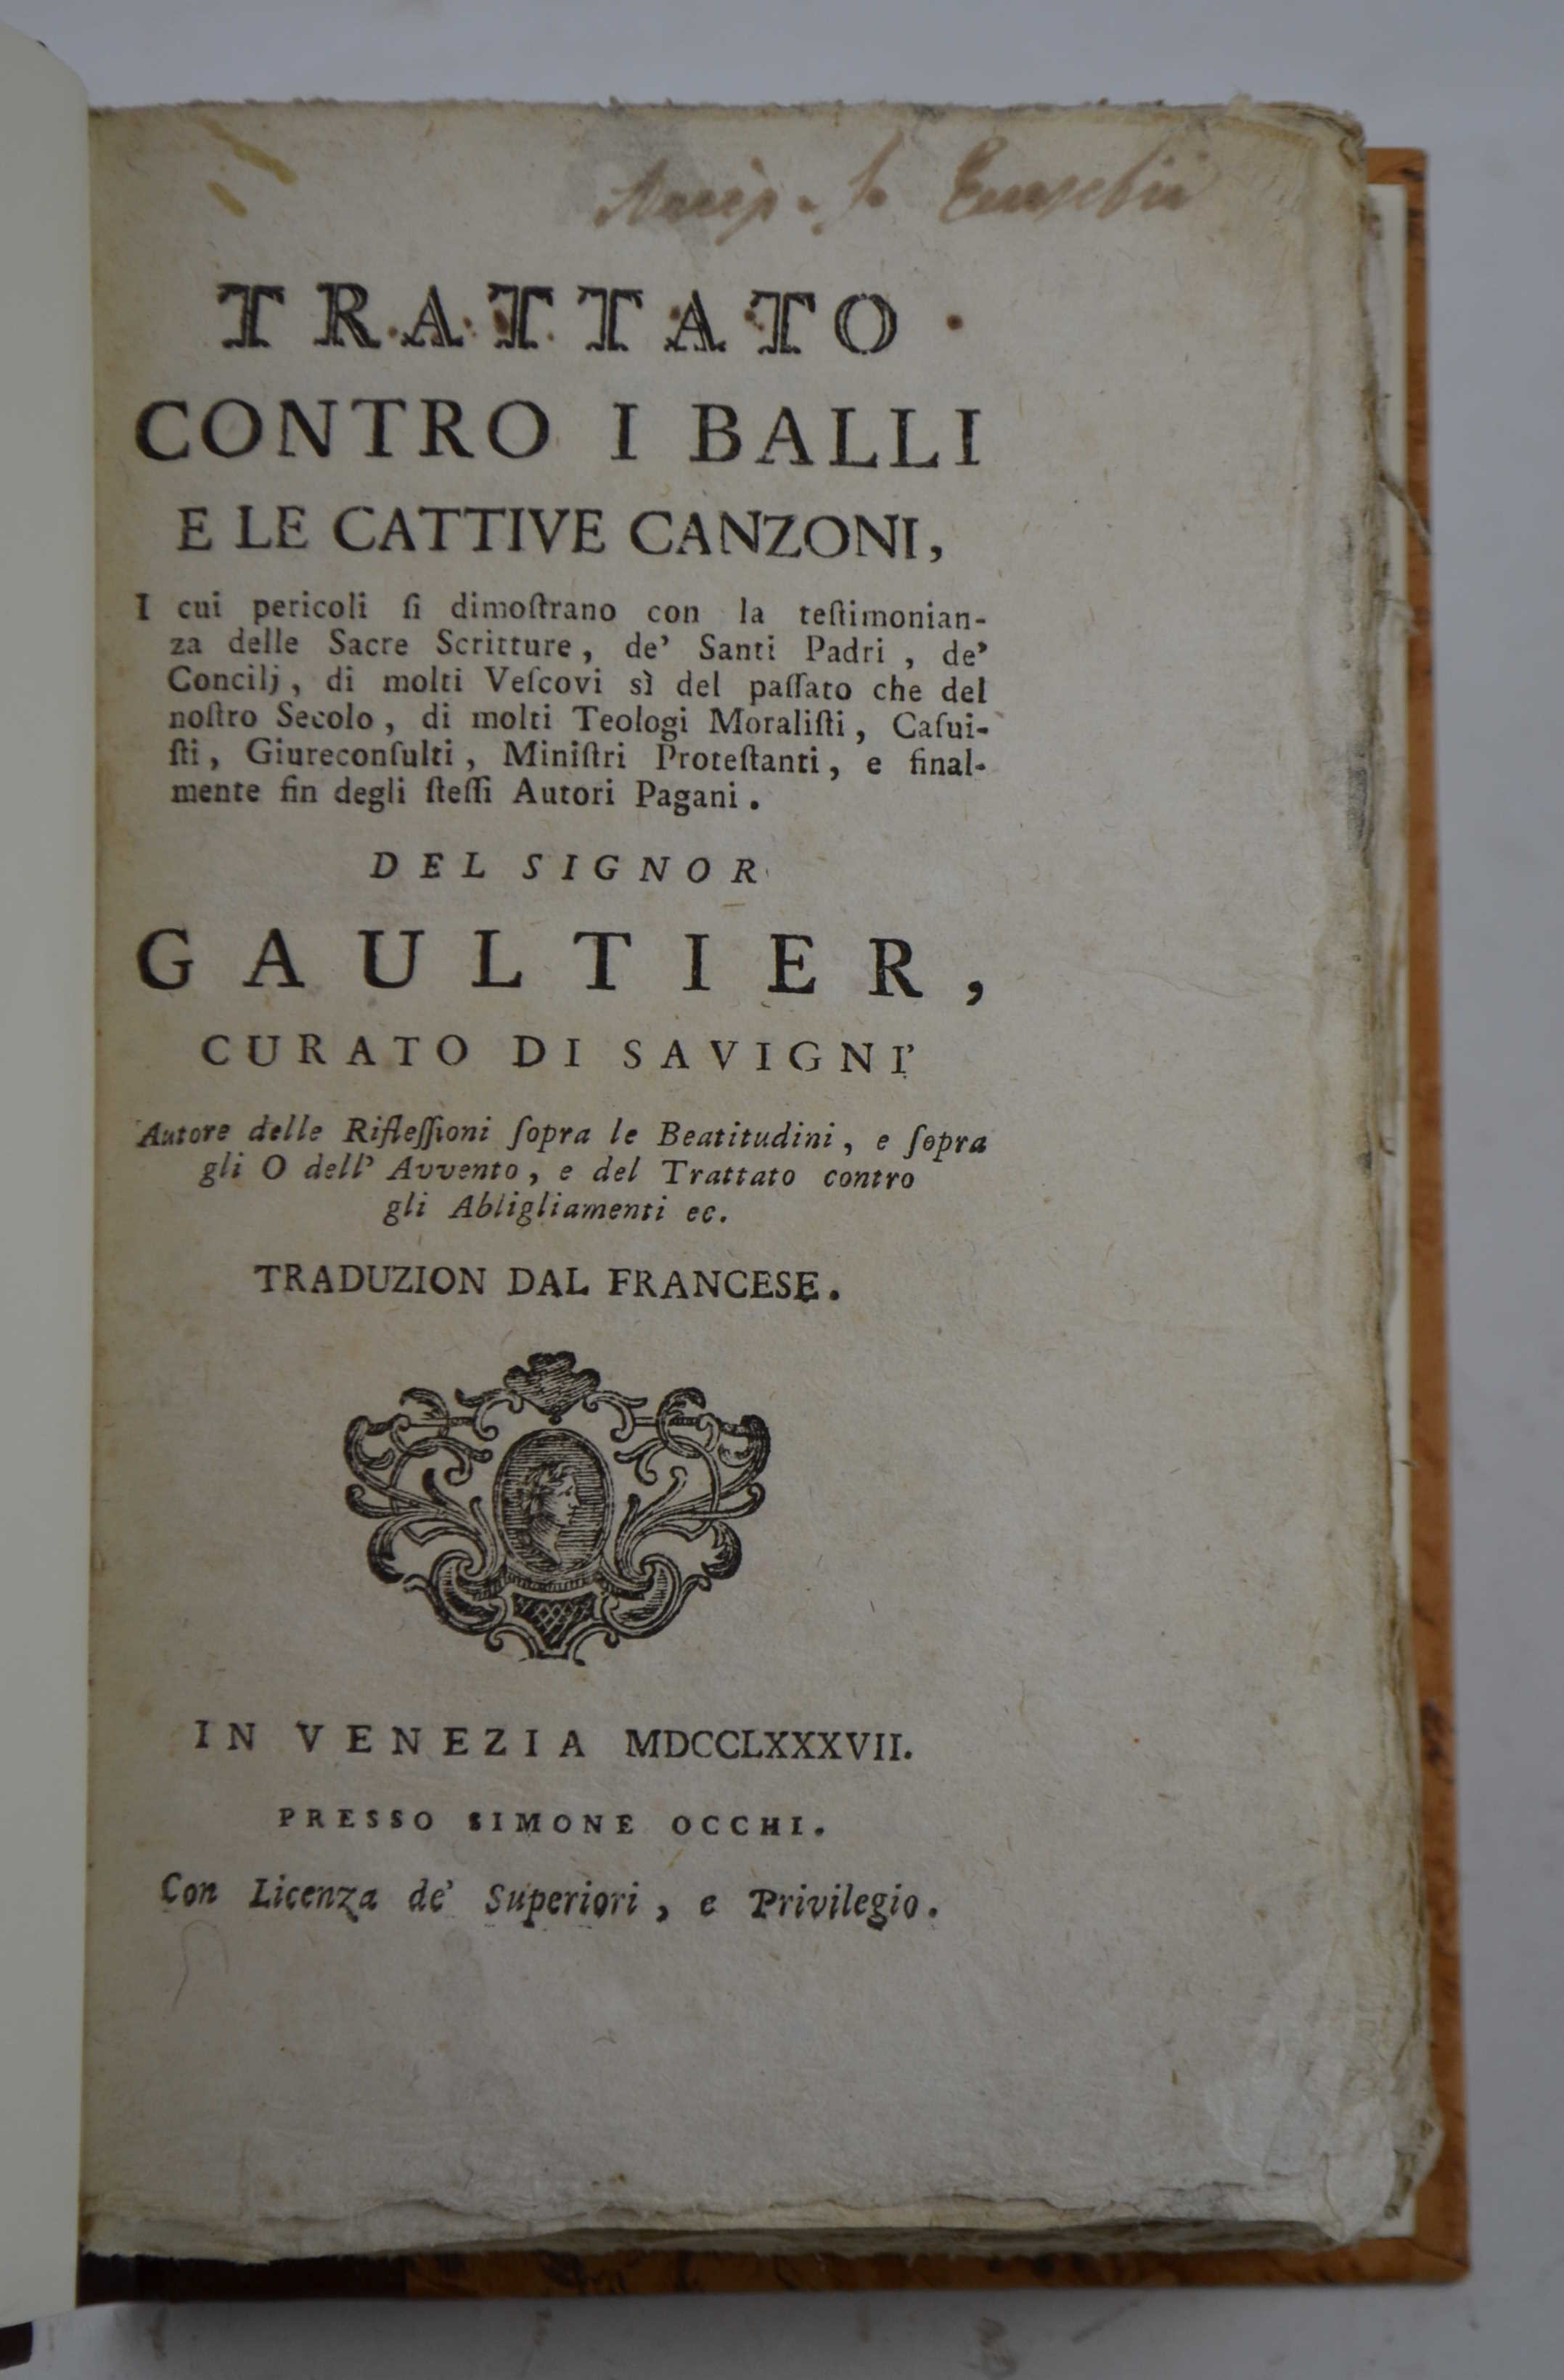 Eusebii
TRATTATO
CONTRO I BALLI
E LE CATTIVE CANZONI,
I cui pericoli ſi dimoſtrano con la teſtimonian-
za delle Sacre Scritture, de' Santi Padri, de'
Concilj, di molti Veſcovi sì del paſſato che del
noſtro Secolo, di molti Teologi Moraliſti, Caſui-
ſti, Giureconſulti, Miniſtri Proteſtanti, e final-
mente fin degli ſteſſi Autori Pagani.
DEL SIGNOR
GAULTIER,
CURATO DI SAVIGNI'
Autore delle Rifleſſioni ſopra le Beatitudini, e ſopra
gli O dell' Avvento, e del Trattato contro
gli Abligliamenti ec.
TRADUZION DAL FRANCESE.
IN VENEZIA MDCCLXXXVII.
PRESSO SIMONE OCCHI.
Con Licenza de' Superiori, e Privilegio.